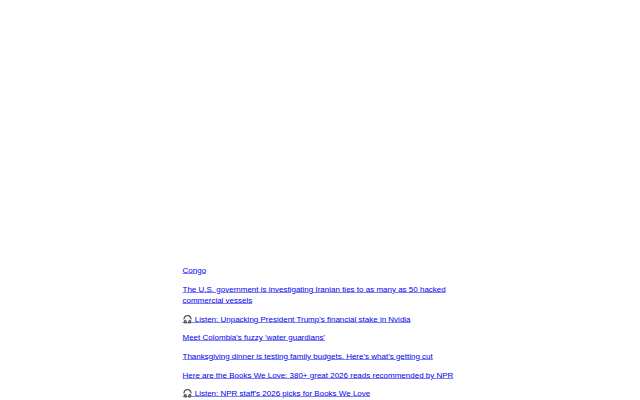 Congo
The U.S. government is investigating Iranian ties to as many as 50 hacked
commercial vessels
🎧 Listen: Unpacking President Trump's financial stake in Nvidia
Meet Colombia's fuzzy 'water guardians'
Thanksgiving dinner is testing family budgets. Here's what's getting cut
Here are the Books We Love: 380+ great 2026 reads recommended by NPR
🎧 Listen: NPR staff's 2026 picks for Books We Love